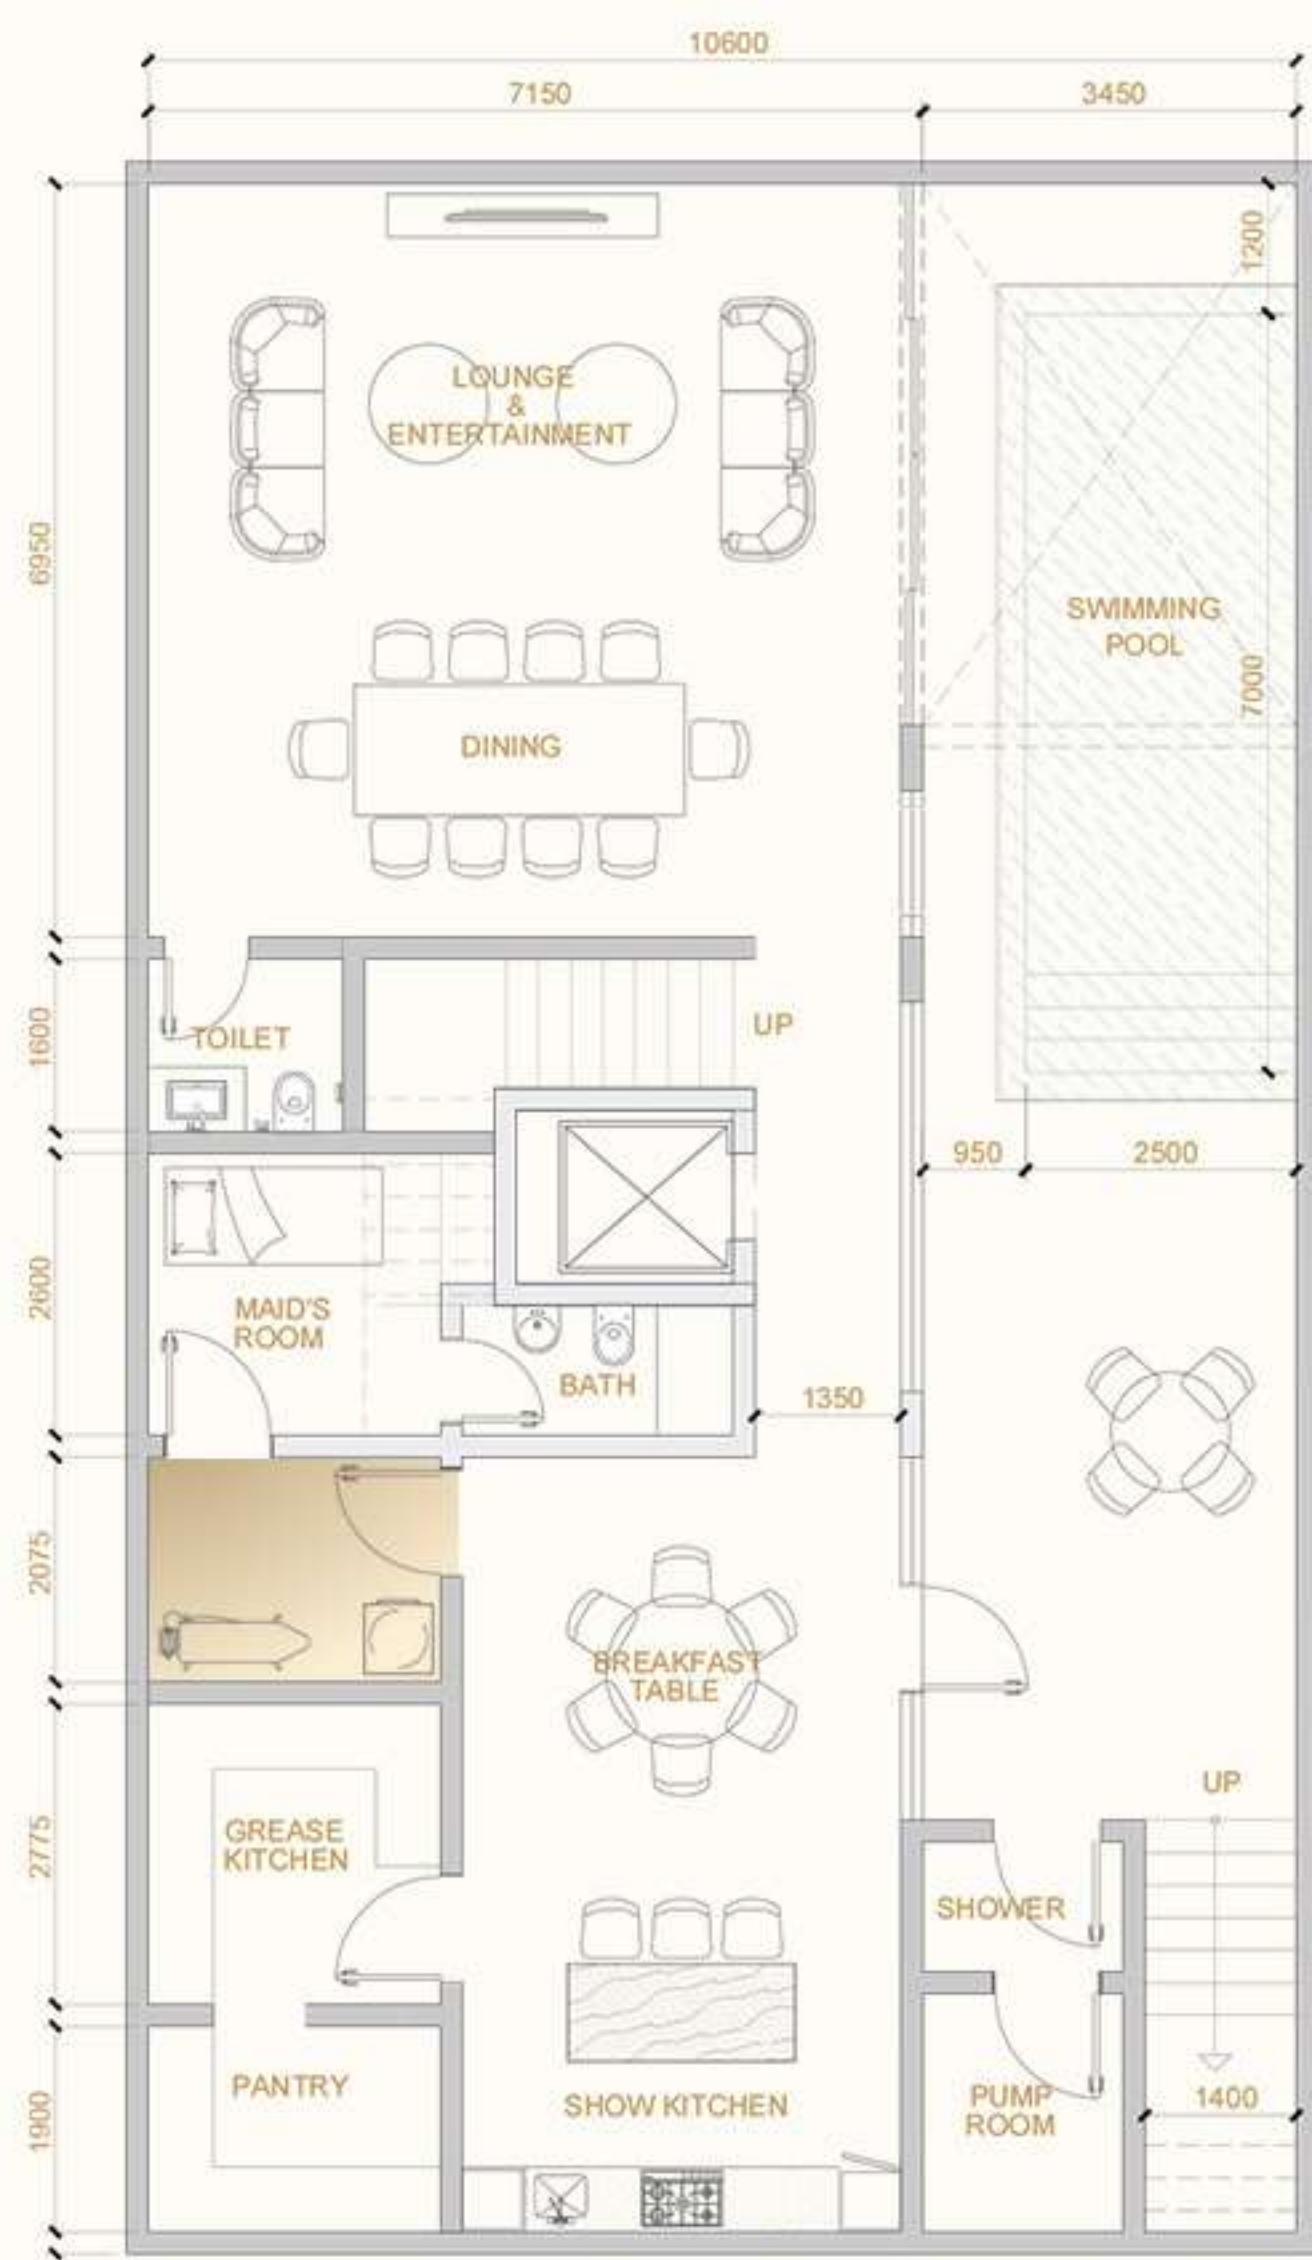 10600
7150
3450
1200
LOUNGE
&
ENTERTAINMENT
6950
SWIMMING
POOL
7000
DINING
1600
TOILET
UP
950
2500
2600
MAID'S
ROOM
BATH
1350
2075
BREAKFAST
TABLE
UP
2775
GREASE
KITCHEN
SHOWER
PANTRY
SHOW KITCHEN
PUMP
ROOM
1400
1900